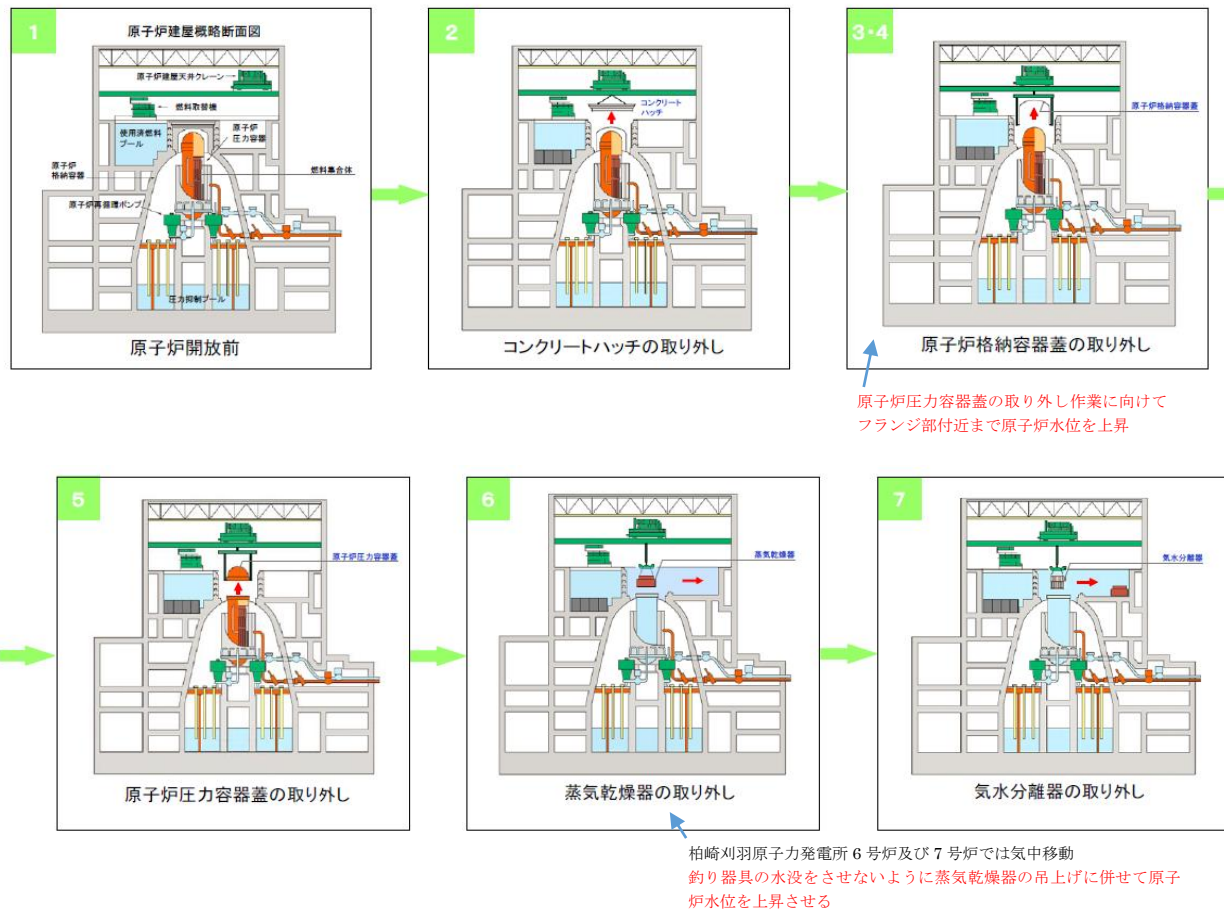 1
原子炉建屋概略断面図
原子炉建屋天井クレーン
燃料取替機
使用済燃料
プール
原子炉
圧力容器
原子炉
格納容器
燃料集合体
原子炉再循環ポンプ
圧力抑制プール
原子炉開放前
2
コンクリート
ハッチ
コンクリートハッチの取り外し
3・4
原子炉格納容器蓋
原子炉格納容器蓋の取り外し
原子炉圧力容器蓋の取り外し作業に向けて
フランジ部付近まで原子炉水位を上昇
5
原子炉圧力容器蓋
原子炉圧力容器蓋の取り外し
6
蒸気乾燥器
蒸気乾燥器の取り外し
柏崎刈羽原子力発電所 6 号炉及び 7 号炉では気中移動
釣り器具の水没をさせないように蒸気乾燥器の吊上げに併せて原子
炉水位を上昇させる
7
気水分離器
気水分離器の取り外し